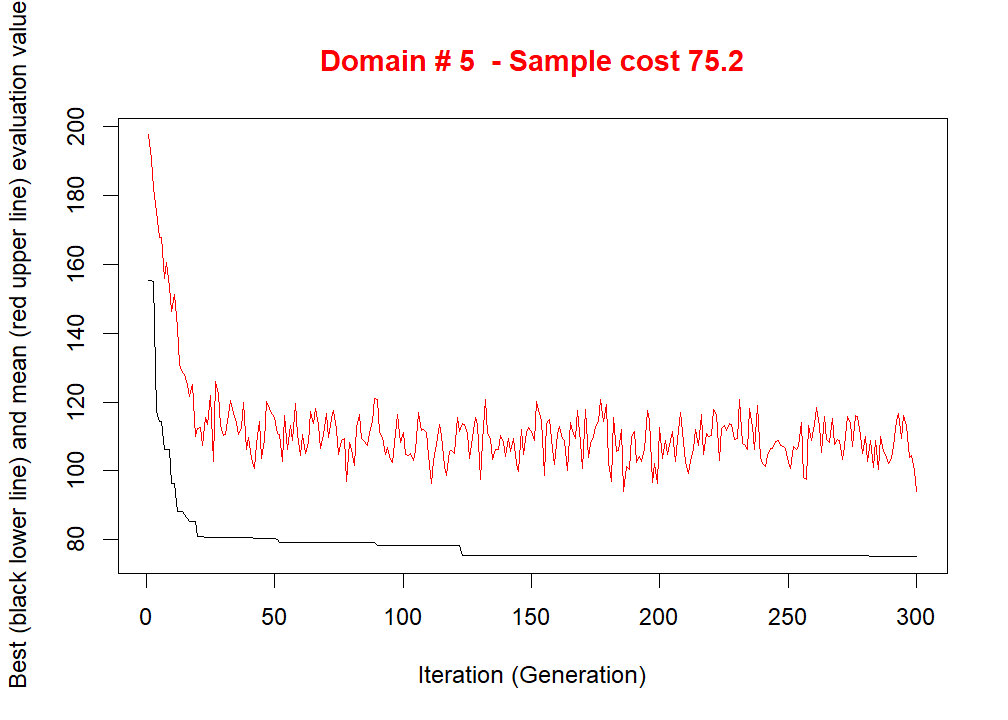 Domain # 5  - Sample cost 75.2
Best (black lower line) and mean (red upper line) evaluation value
200
180
160
140
120
100
80
0 50 100 150 200 250 300
Iteration (Generation)